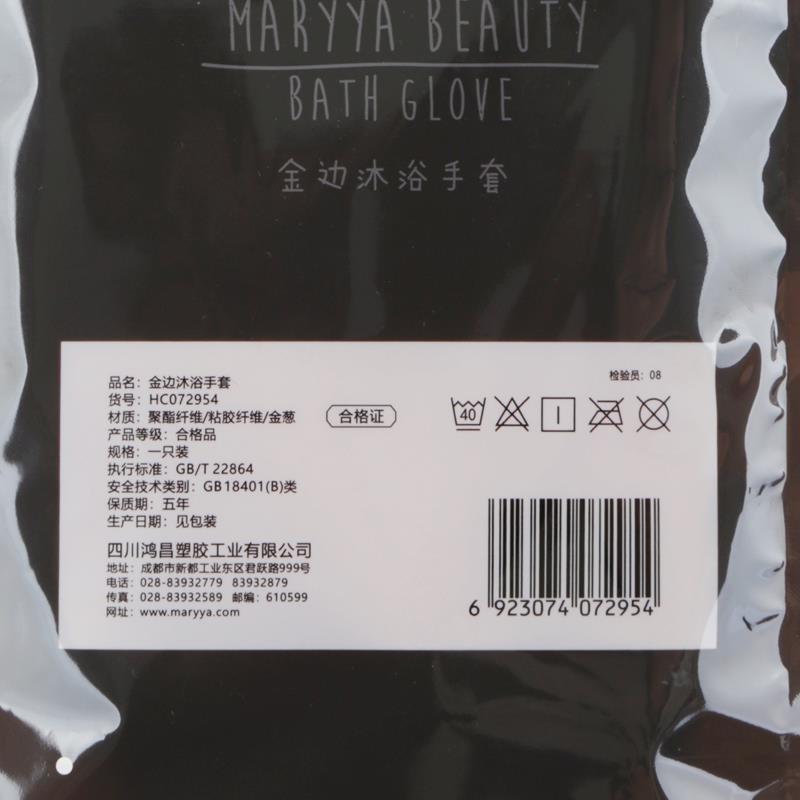 MARYYA BEAUTY
BATH GLOVE
金边沐浴手套
检验员：08
品名：金边沐浴手套
货号：HC072954
材质：聚酯纤维/粘胶纤维/金葱
合格证
40
产品等级：合格品
规格：一只装
执行标准：GB/T 22864
安全技术类别：GB18401(B)类
保质期：五年
生产日期：见包装
四川鸿昌塑胶工业有限公司
地址：成都市新都工业东区君跃路999号
电话：028-83932779 83932879
传真：028-83932589 邮编：610599
网址：www.maryya.com
6 923074 072954